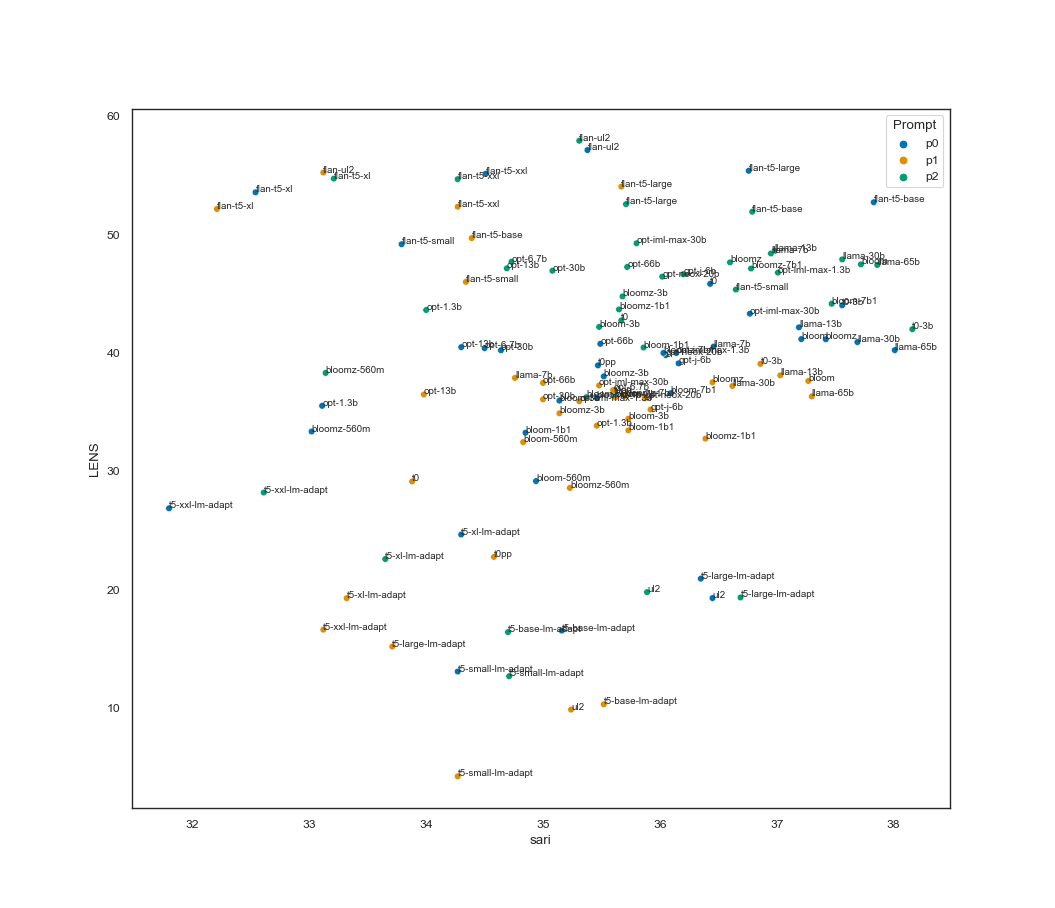 60
50
40
30
20
10
LENS
Prompt
p0
p1
p2
flan-ul2
flan-ul2
flan-ul2
flan-t5-xl
flan-t5-xxl
flan-t5-xxl
flan-t5-large
flan-t5-xl
flan-t5-large
flan-t5-base
flan-t5-xl
flan-t5-xxl
flan-t5-large
flan-t5-base
flan-t5-small
flan-t5-base
opt-iml-max-30b
llama-13b
llama-7b
opt-6.7b
opt-13b
opt-30b
opt-66b
bloomz
bloomz-7b1
llama-30b
bloom
llama-65b
opt-iml-max-1.3b
opt-neox-20b
opt-j-6b
t0
flan-t5-small
flan-t5-small
bloomz-3b
bloomz-1b1
opt-1.3b
t0
bloom-3b
bloom-7b1
t0-3b
opt-iml-max-30b
llama-13b
t0-3b
opt-13b
opt-6.7b
opt-30b
opt-66b
bloom-1b1
llama-7b
bloom
bloomz
llama-30b
llama-65b
opt-j-6b
t0pp
t0-3b
bloomz-560m
llama-7b
opt-66b
bloomz-3b
opt-iml-max-30b
bloomz
llama-30b
llama-13b
bloom
opt-13b
opt-30b
bloom-7b1
llama-65b
opt-1.3b
bloomz-3b
opt-j-6b
bloom-3b
bloomz-560m
bloom-1b1
bloom-560m
opt-1.3b
bloom-1b1
bloomz-1b1
t0
bloom-560m
bloomz-560m
t5-xxl-lm-adapt
t5-xxl-lm-adapt
t5-xl-lm-adapt
t5-xl-lm-adapt
t0pp
t5-large-lm-adapt
t5-xl-lm-adapt
ul2
ul2
t5-large-lm-adapt
t5-xxl-lm-adapt
t5-large-lm-adapt
t5-base-lm-adapt
t5-base-lm-adapt
t5-small-lm-adapt
t5-small-lm-adapt
ul2
t5-base-lm-adapt
t5-small-lm-adapt
32
33
34
35
36
37
38
sari